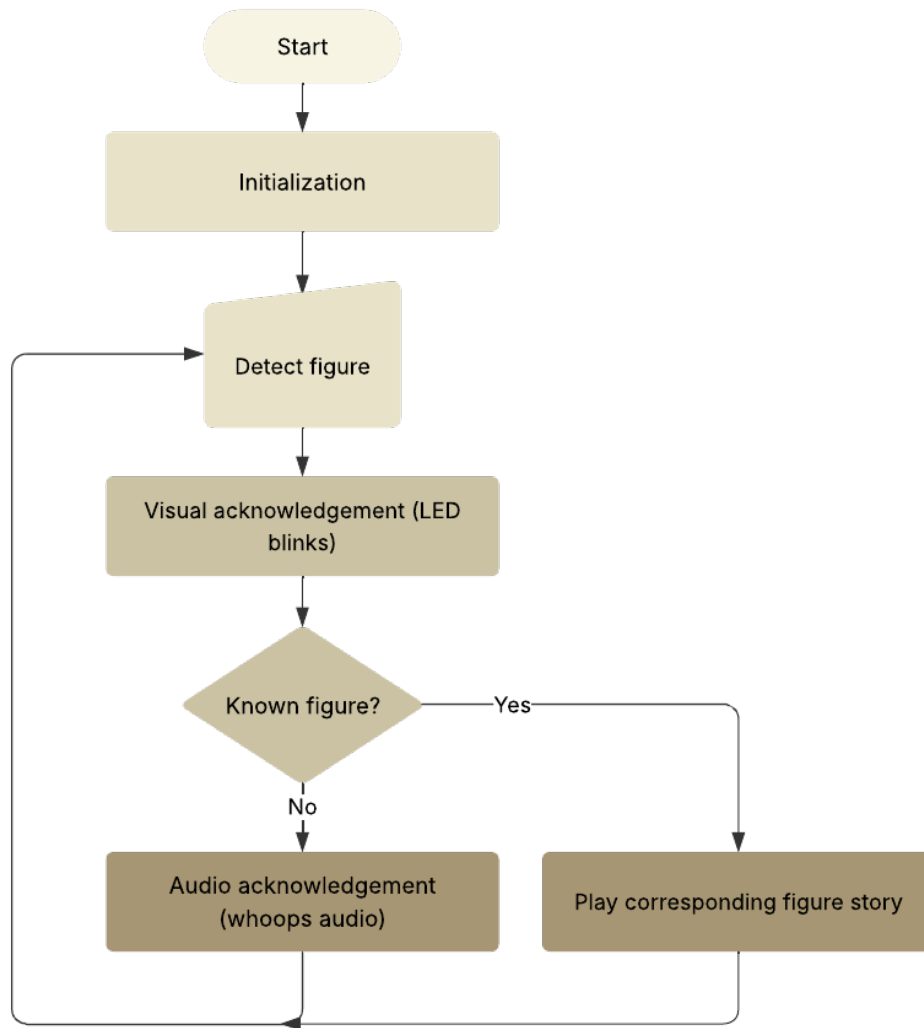 Start
Initialization
Detect figure
Visual acknowledgement (LED
blinks)
Known figure?
Yes
No
Audio acknowledgement
(whoops audio)
Play corresponding figure story